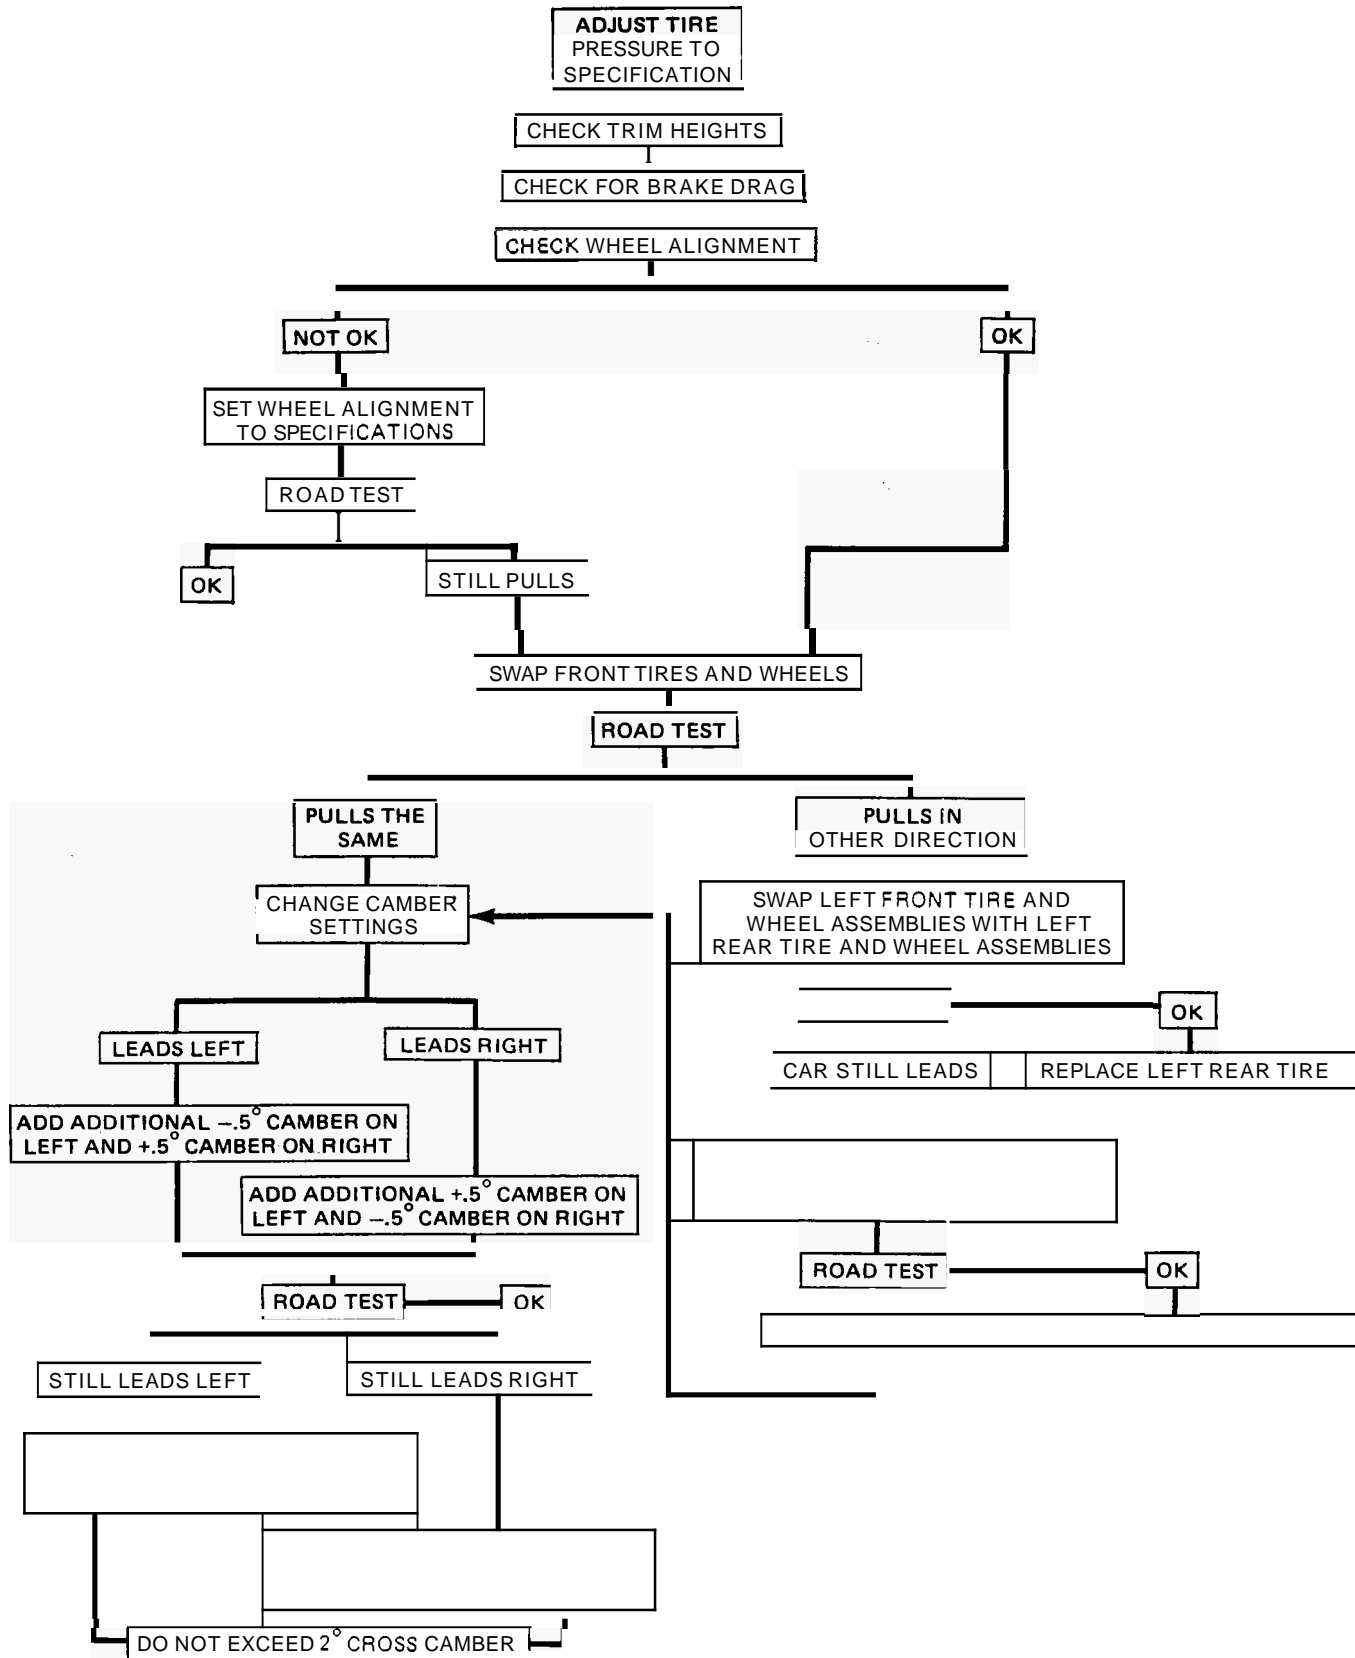 ADJUST TIRE
PRESSURE TO
SPECIFICATION
CHECK TRIM HEIGHTS
CHECK FOR BRAKE DRAG
CHECK WHEEL ALIGNMENT
NOT OK
OK
SET WHEEL ALIGNMENT
TO SPECIFICATIONS
ROAD TEST
OK
STILL PULLS
SWAP FRONT TIRES AND WHEELS
ROAD TEST
PULLS THE
SAME
PULLS IN
OTHER DIRECTION
CHANGE CAMBER
SETTINGS
SWAP LEFT FRONT TIRE AND
WHEEL ASSEMBLIES WITH LEFT
REAR TIRE AND WHEEL ASSEMBLIES
OK
LEADS LEFT
LEADS RIGHT
CAR STILL LEADS
REPLACE LEFT REAR TIRE
ADD ADDITIONAL –.5° CAMBER ON
LEFT AND +.5° CAMBER ON RIGHT
ADD ADDITIONAL +.5° CAMBER ON
LEFT AND –.5° CAMBER ON RIGHT
ROAD TEST
OK
ROAD TEST
OK
STILL LEADS LEFT
STILL LEADS RIGHT
DO NOT EXCEED 2° CROSS CAMBER